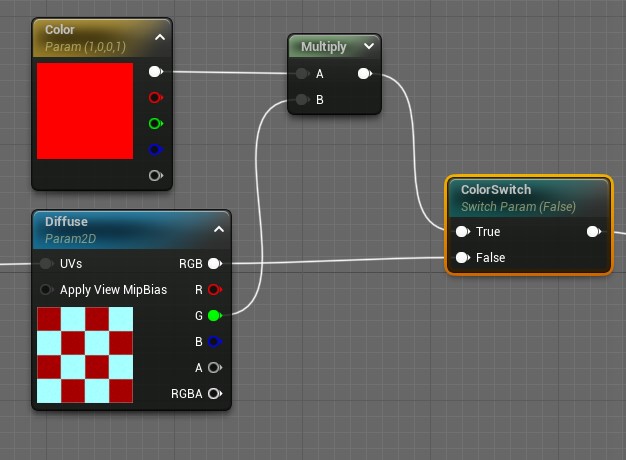 Color
Param (1,0,0,1)
Multiply
A
B
ColorSwitch
Switch Param (False)
True
False
Diffuse
Param2D
UVs RGB
Apply View MipBias R
G
B
A
RGBA